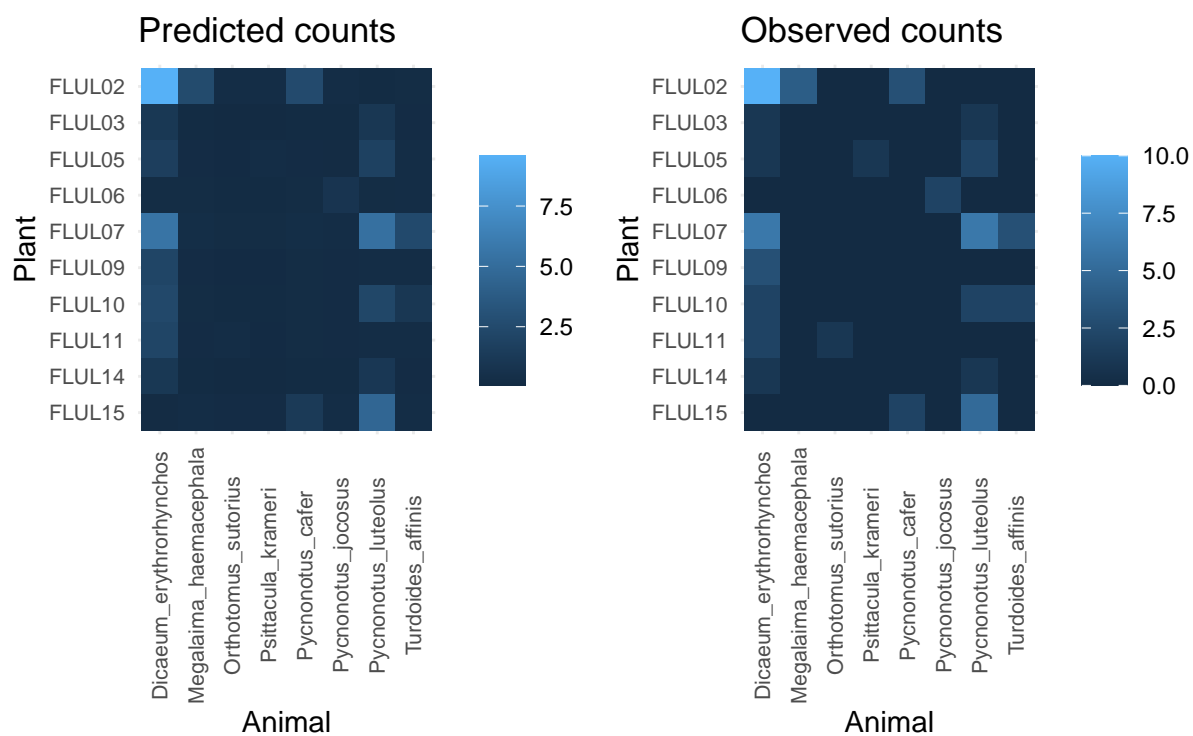 Predicted counts
Plant
FLUL02
FLUL03
FLUL05
FLUL06
FLUL07
FLUL09
FLUL10
FLUL11
FLUL14
FLUL15
Dicaeum_erythrorhynchos
Megalaima_haemacephala
Orthotomus_sutorius
Psittacula_krameri
Pycnonotus_cafer
Pycnonotus_jocosus
Pycnonotus_luteolus
Turdoides_affinis
Animal
7.5
5.0
2.5
Observed counts
Plant
FLUL02
FLUL03
FLUL05
FLUL06
FLUL07
FLUL09
FLUL10
FLUL11
FLUL14
FLUL15
Dicaeum_erythrorhynchos
Megalaima_haemacephala
Orthotomus_sutorius
Psittacula_krameri
Pycnonotus_cafer
Pycnonotus_jocosus
Pycnonotus_luteolus
Turdoides_affinis
Animal
10.0
7.5
5.0
2.5
0.0